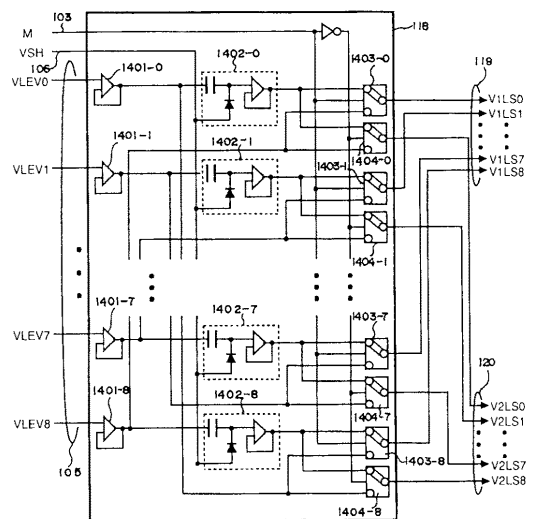 103
M
118
VSH
106
VLEV0
1401-0
1402-0
1403-0
119
V1LS0
V1LS1
1401-1
1402-1
1403-1
1404-0
VLEV1
V1LS7
V1LS8
1404-1
1401-7
1402-7
1403-7
VLEV7
1401-8
1402-8
1404-7
120
V2LS0
V2LS1
VLEV8
105
1403-8
V2LS7
V2LS8
1404-8